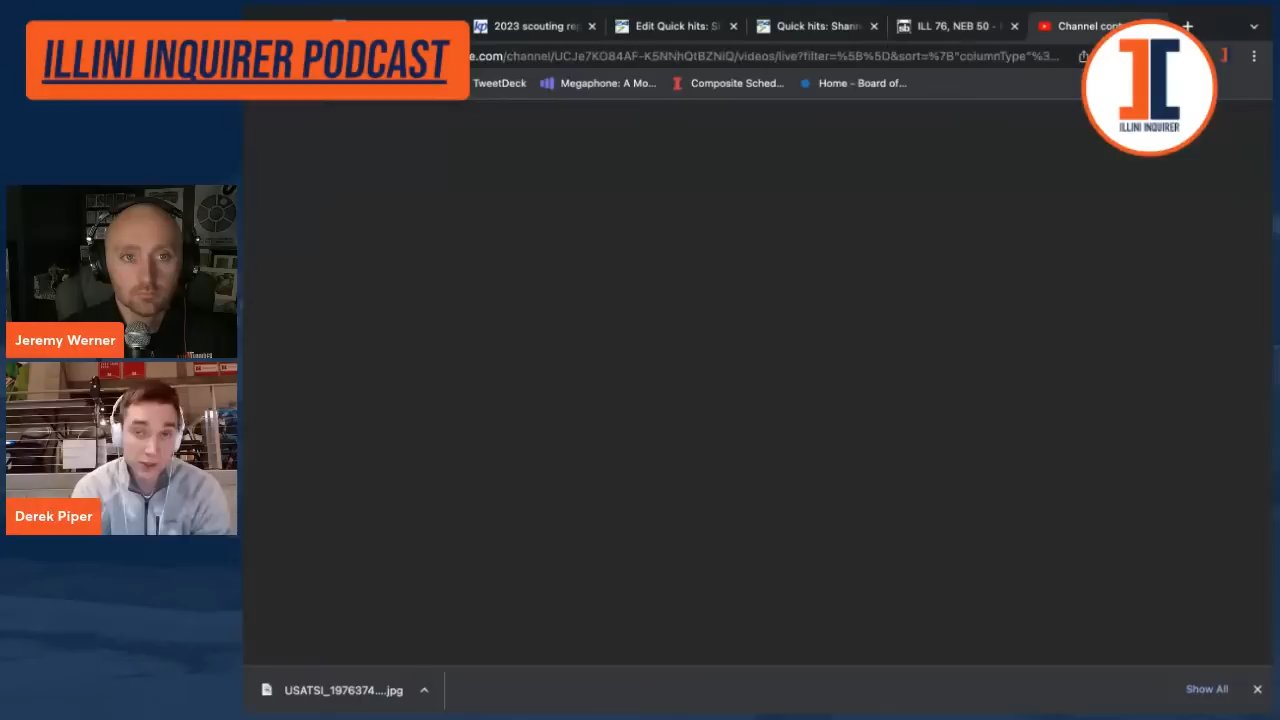 ILLINI INQUIRER PODCAST
2023 scouting re
Edit Quick hits: Si
Quick hits: Shann
ILL 76, NEB 50 -
Channel cont
e.com/channel/UCJe7KO84AF-K5NNhQtBZNiQ/videos/live?filter=%5B%5D&sort=%7B"columnType"%3...
TweetDeck
Megaphone: A Mo...
Composite Sched...
Home - Board of...
ILLINI INQUIRER
Jeremy Werner
Derek Piper
USATSI_1976374....jpg
Show All